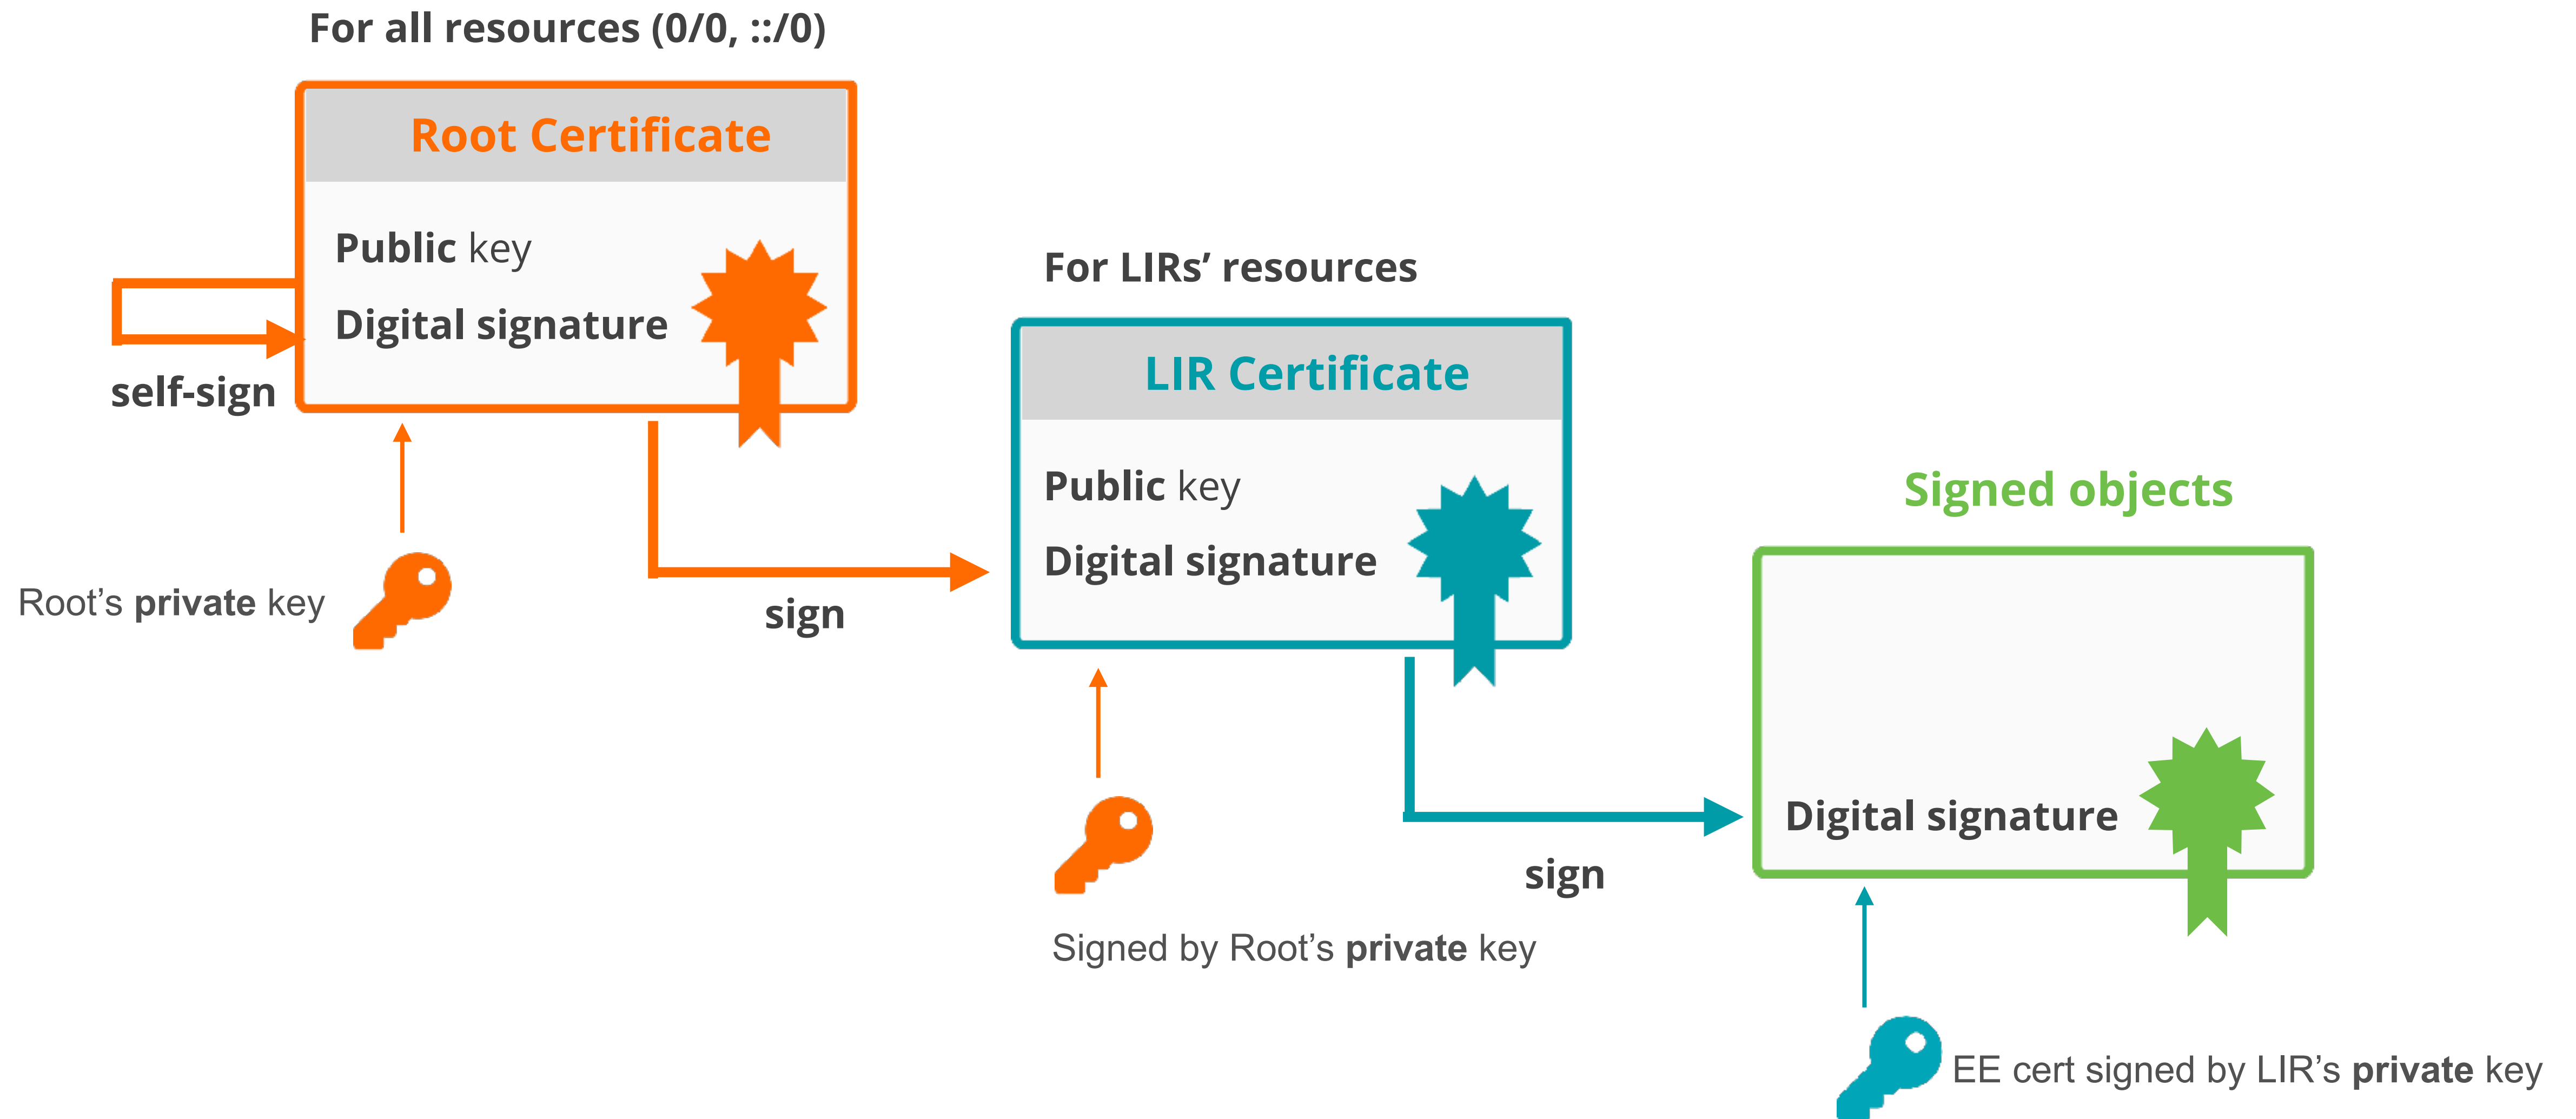 For all resources (0/0, ::/0)
Root Certificate
Public key
Digital signature
self-sign
Root’s private key
sign
For LIRs’ resources
LIR Certificate
Public key
Digital signature
Signed by Root’s private key
sign
Signed objects
Digital signature
EE cert signed by LIR’s private key